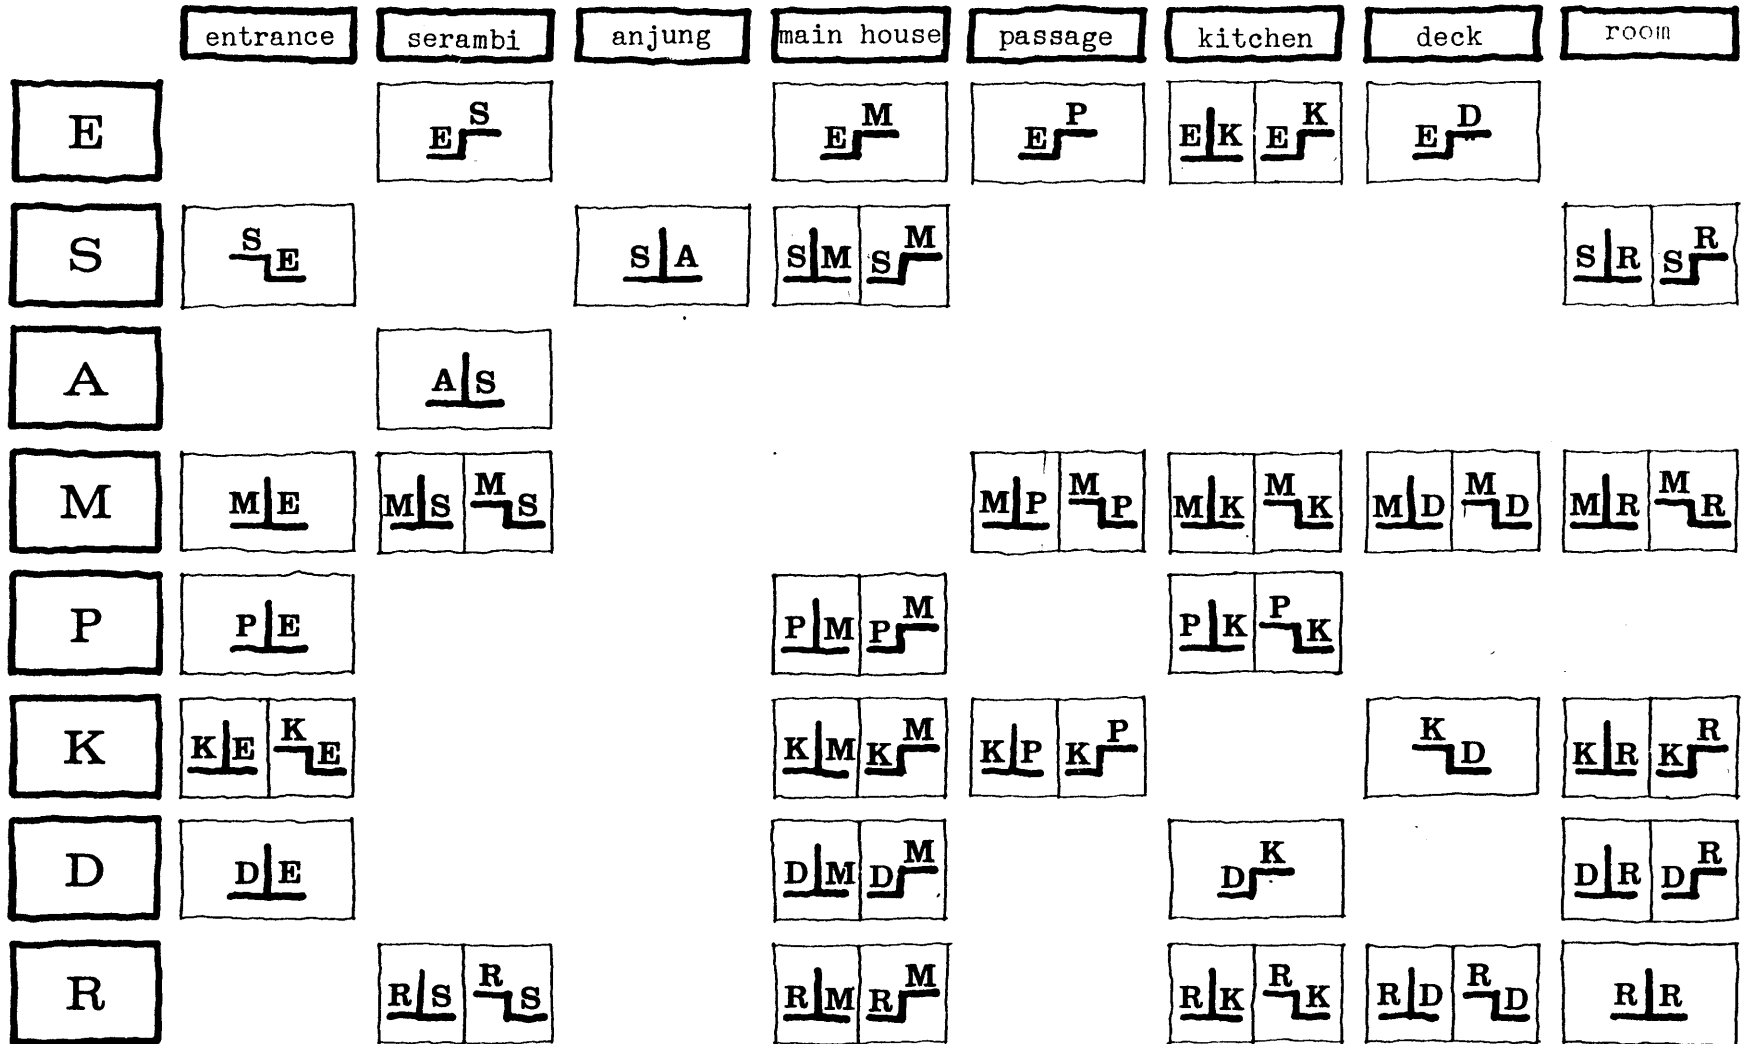 entrance serambi anjung main house passage kitchen deck room
E E S E M E P E K E K E D
S S E S A S M S M S R S R
A A S
M M E M S M S M P M P M K M K M D M D M R M R
P P E P M P M P K P K
K K E K E K M K M K P K P K D K R K R
D D E D M D M D K D R D R
R R S R S R M R M R K R K R D R D R R